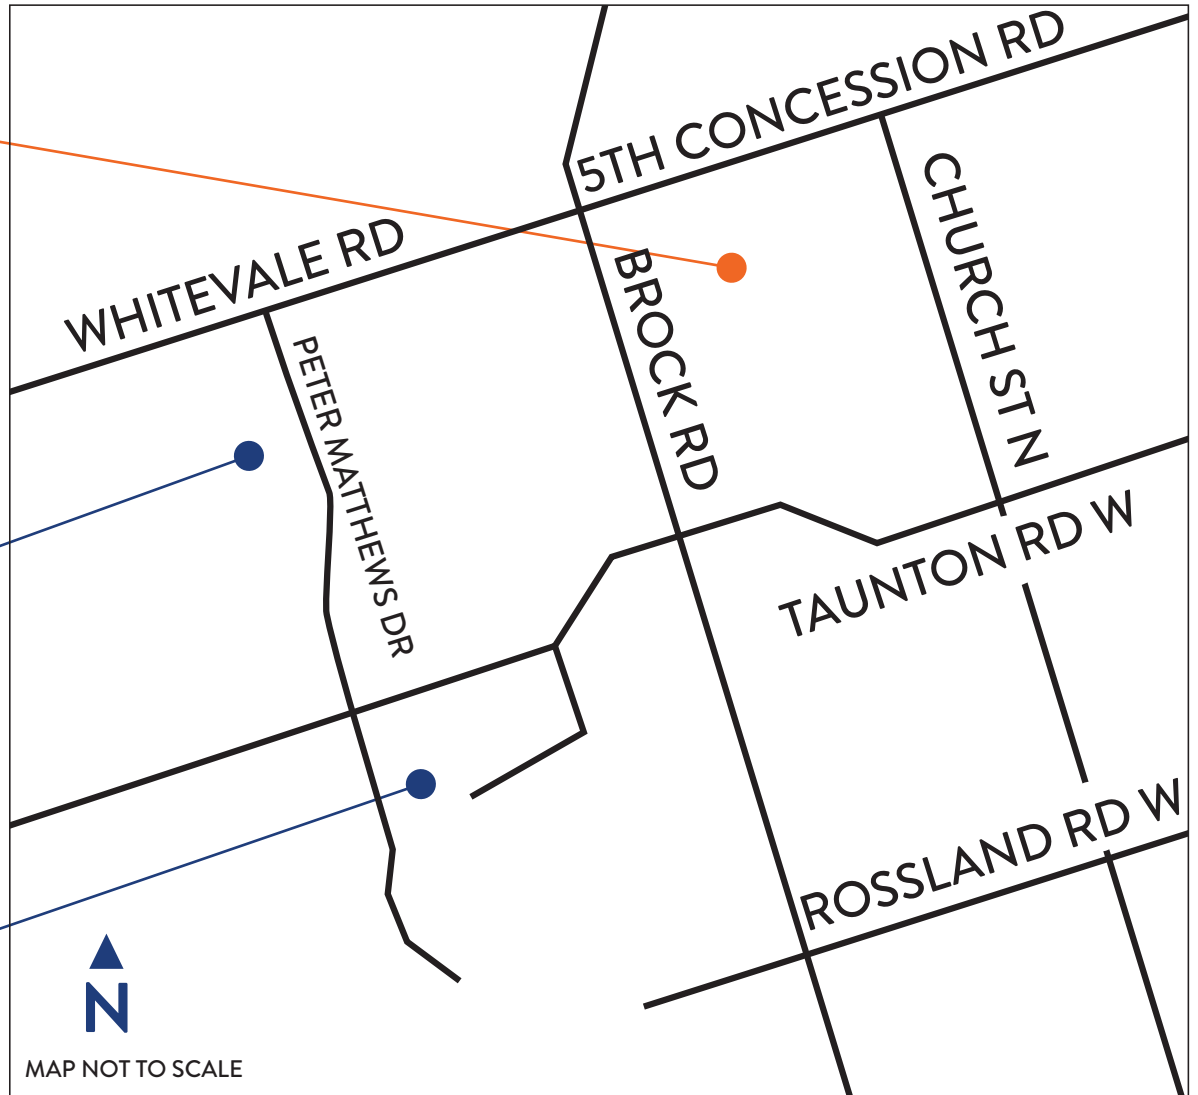 5TH CONCESSION RD
CHURCH ST N
WHITEVALE RD
BROCK RD
PETER MATTHEWS DR
TAUNTON RD W
ROSSLAND RD W
N
MAP NOT TO SCALE